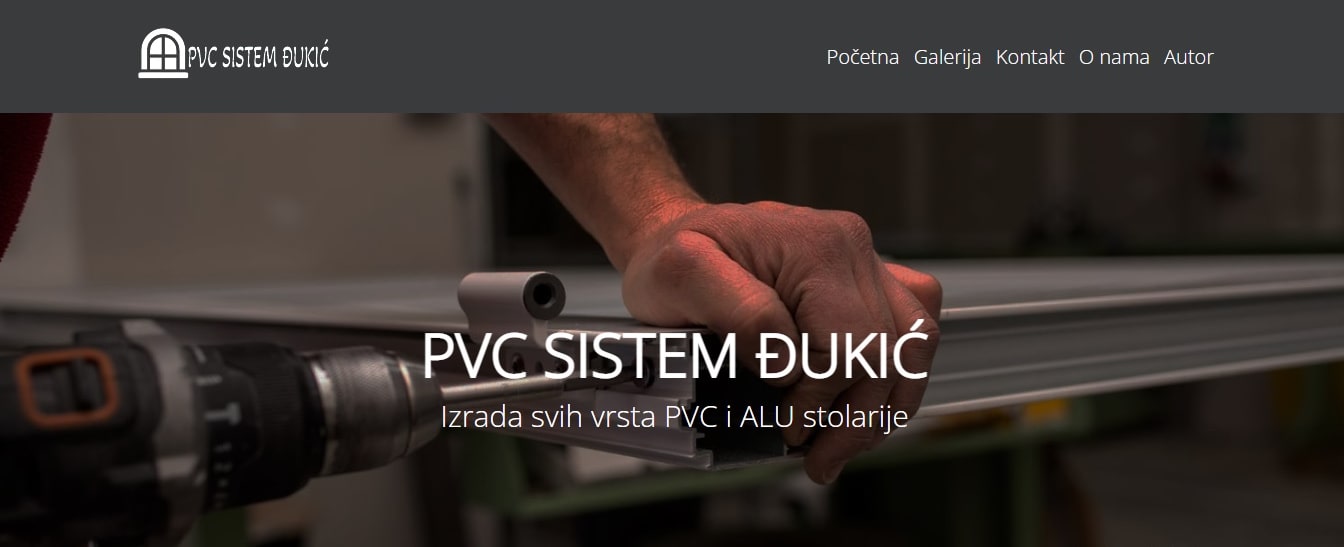 PVC SISTEM ĐUKIĆ
Početna Galerija Kontakt O nama Autor
PVC SISTEM ĐUKIĆ
Izrada svih vrsta PVC i ALU stolarije